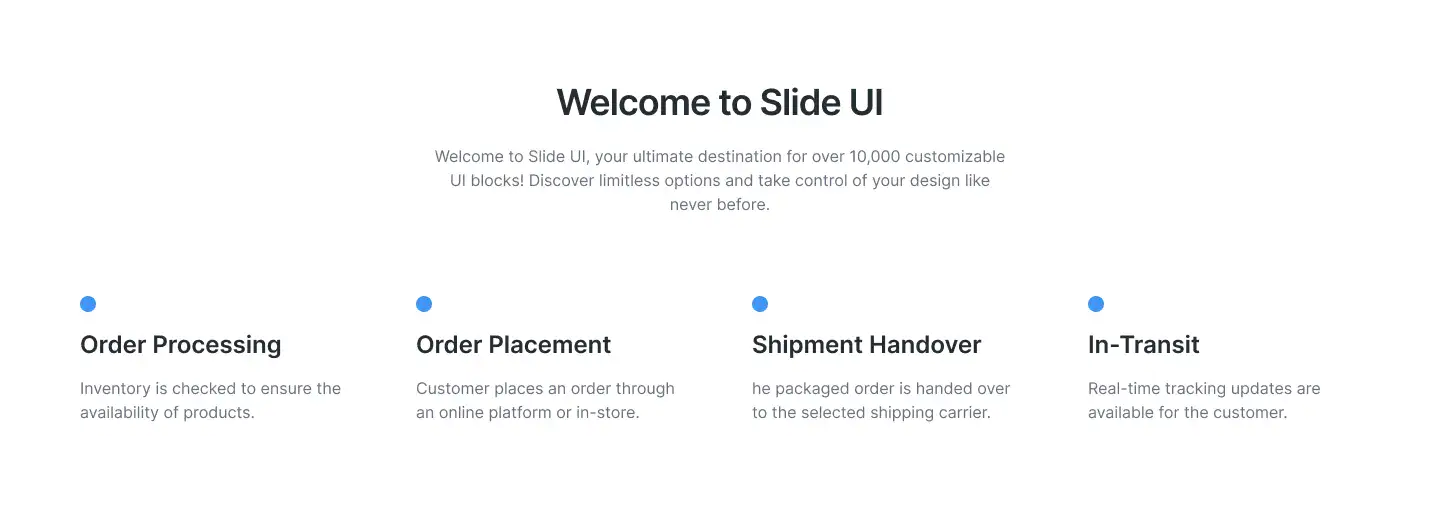 Welcome to Slide UI
Welcome to Slide UI, your ultimate destination for over 10,000 customizable
UI blocks! Discover limitless options and take control of your design like
never before.
Order Processing
Inventory is checked to ensure the
availability of products.
Order Placement
Customer places an order through
an online platform or in-store.
Shipment Handover
he packaged order is handed over
to the selected shipping carrier.
In-Transit
Real-time tracking updates are
available for the customer.